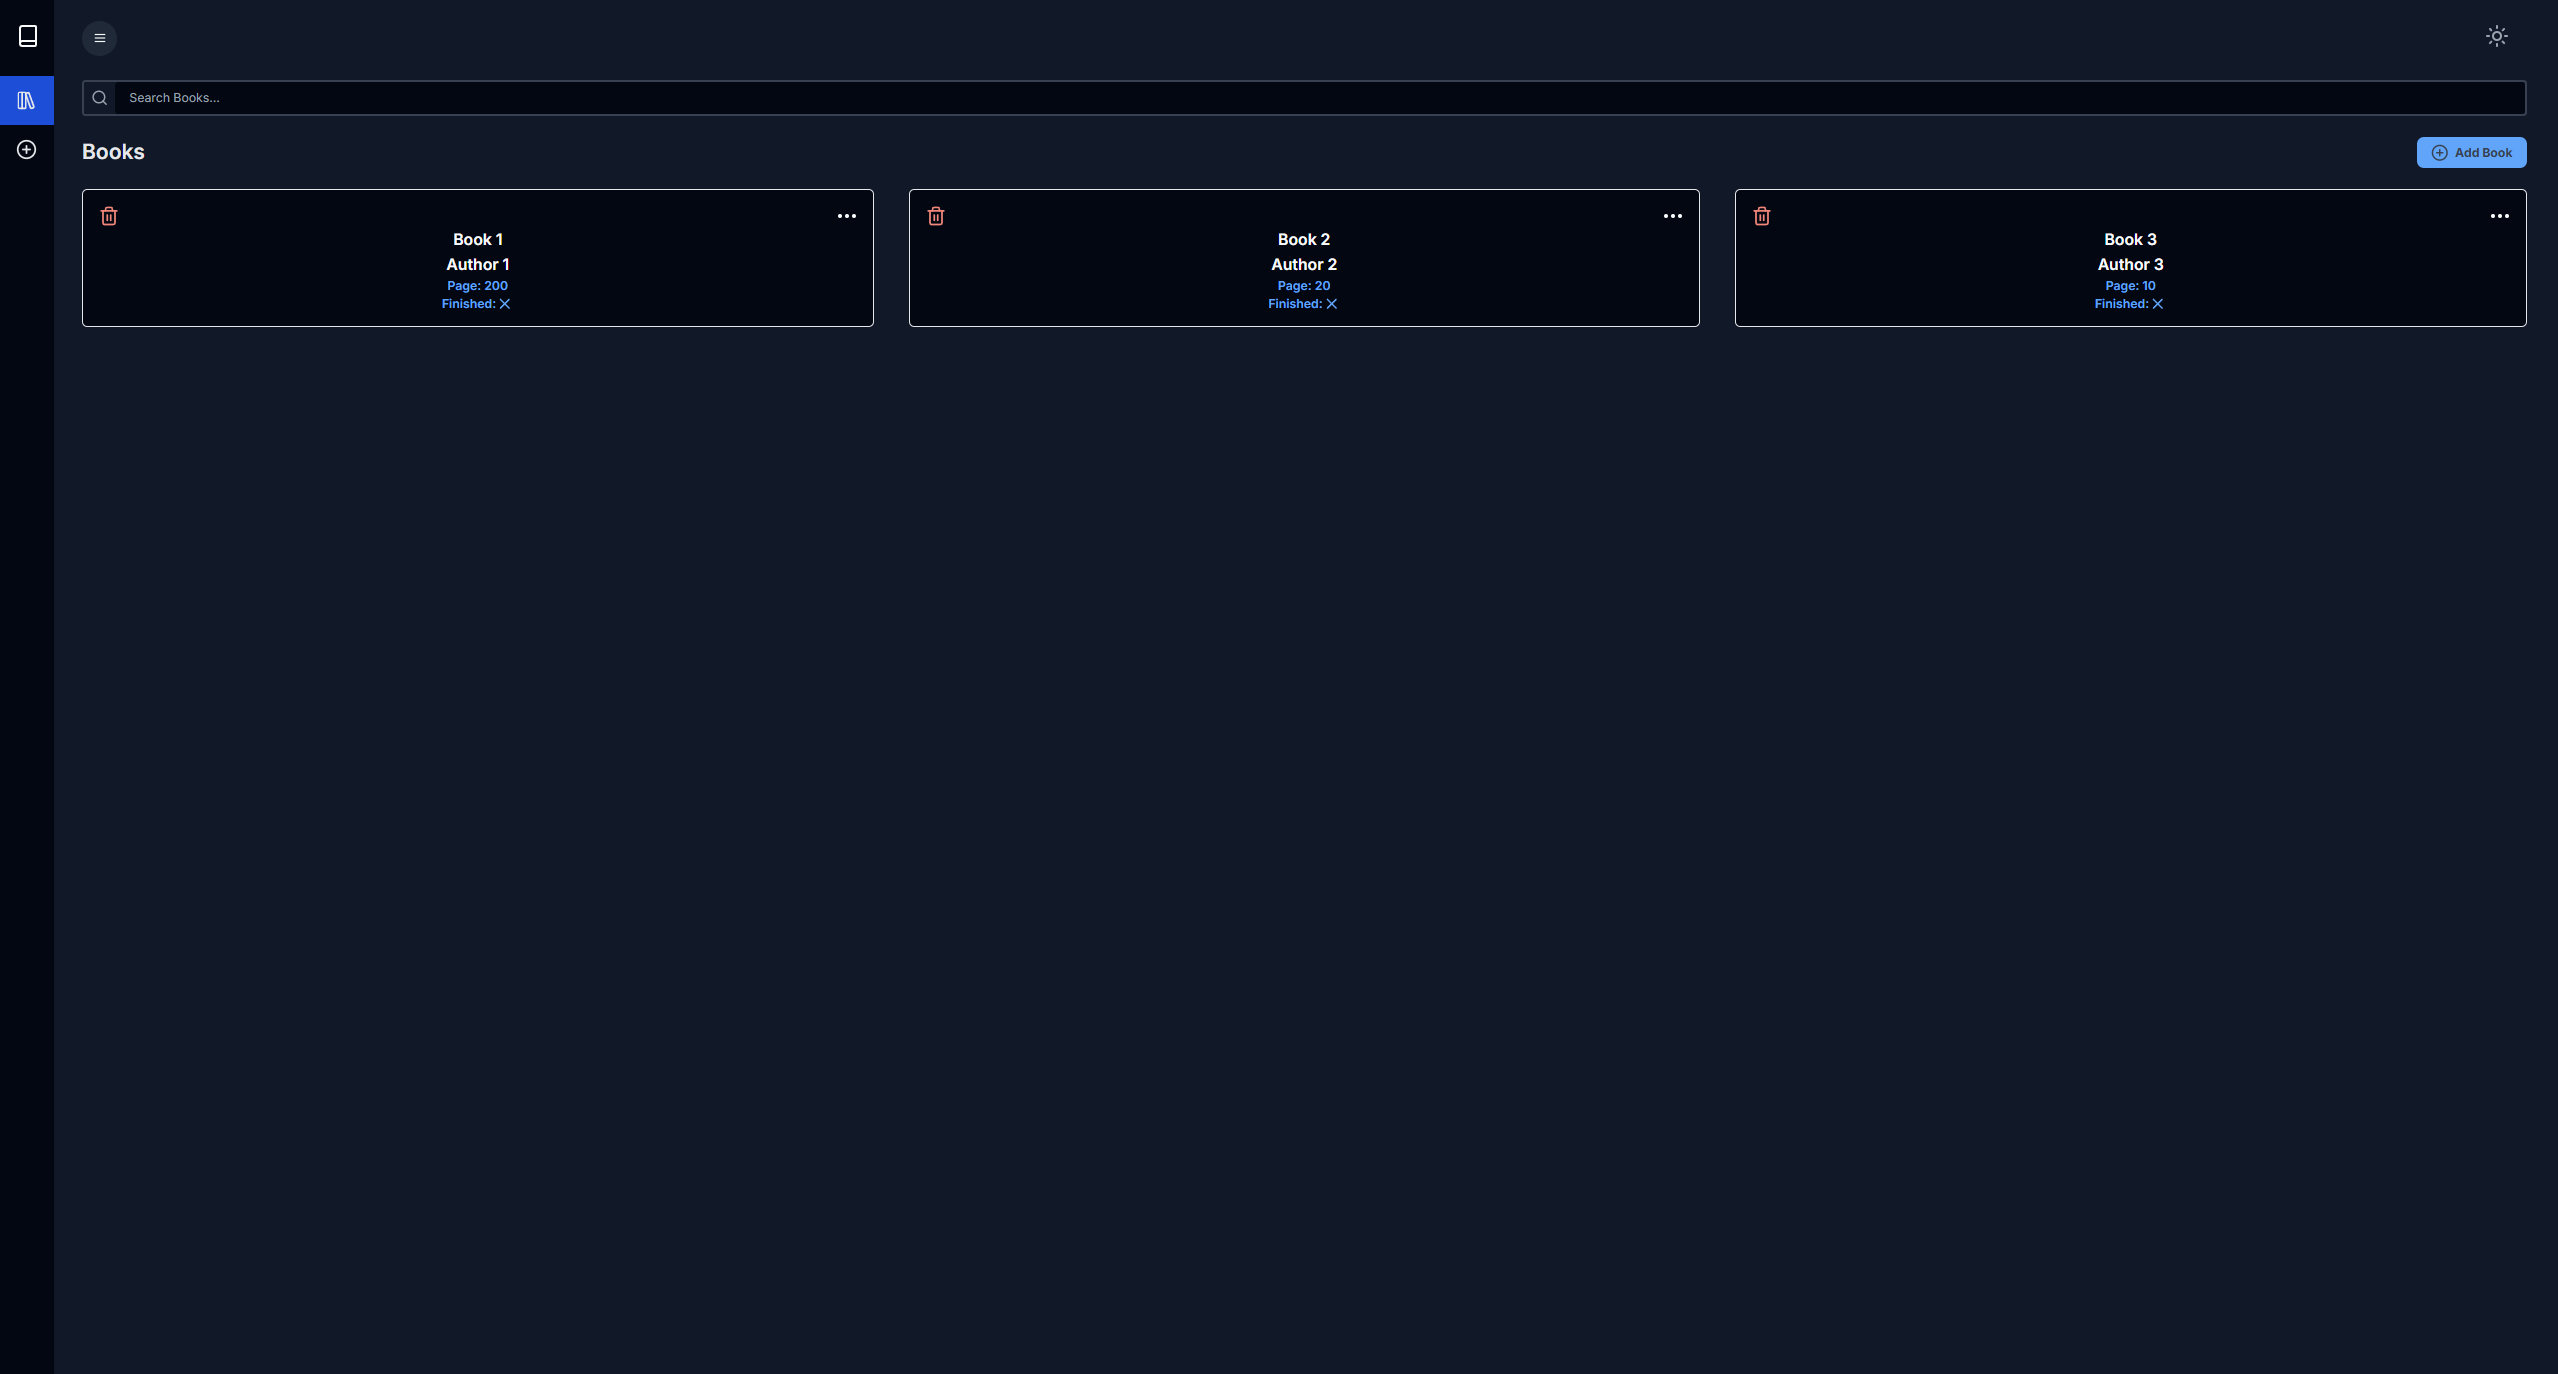 Search Books...
Books
Add Book
Book 1
Author 1
Page: 200
Finished:
Book 2
Author 2
Page: 20
Finished:
Book 3
Author 3
Page: 10
Finished: